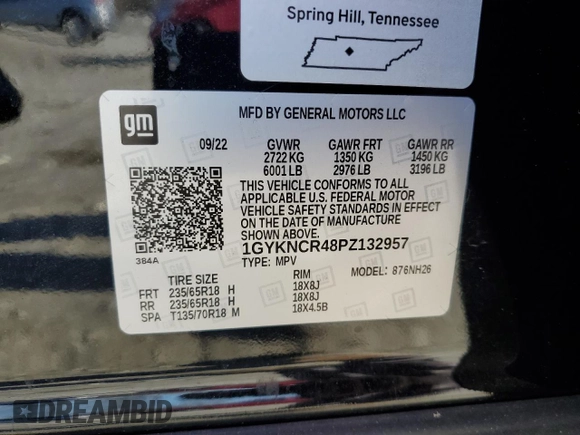 Spring Hill, Tennessee
gm
MFD BY GENERAL MOTORS LLC
09/22 GVWR GAWR FRT GAWR RR
2722 KG 1350 KG 1450 KG
6001 LB 2976 LB 3196 LB
THIS VEHICLE CONFORMS TO ALL
APPLICABLE U.S. FEDERAL MOTOR
VEHICLE SAFETY STANDARDS IN EFFECT
ON THE DATE OF MANUFACTURE
SHOWN ABOVE.
1GYKNCR48PZ132957
384A
TYPE: MPV MODEL: 876NH26
TIRE SIZE RIM
FRT 235/65R18 H 18X8J
RR 235/65R18 H 18X8J
SPA T135/70R18 M 18X4.5B
DREAMBID